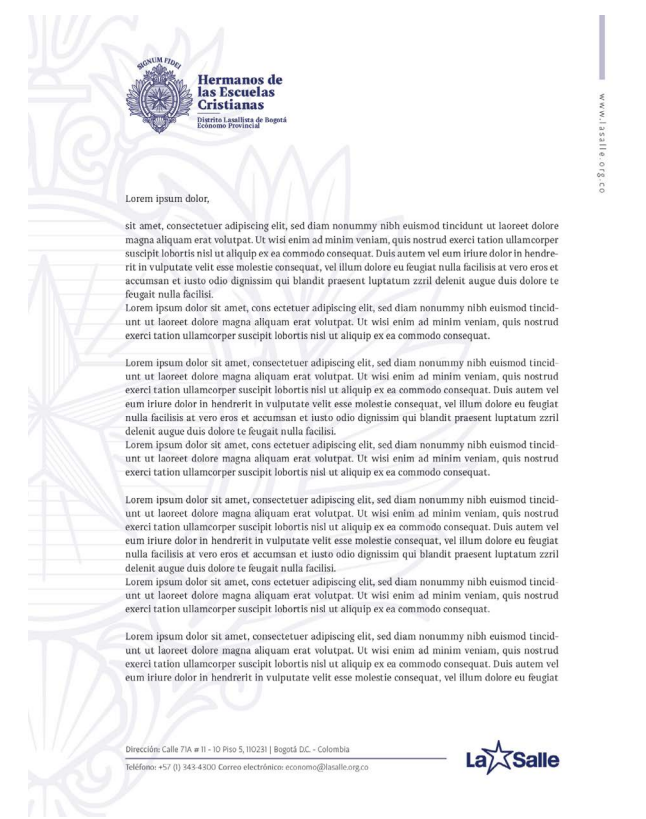 SIGNUM FIDEI
Hermanos de
las Escuelas
Cristianas
Distrito Lasallista de Bogotá
Ecónomo Provincial
www.lasalle.org.co
Lorem ipsum dolor,
sit amet, consectetuer adipiscing elit, sed diam nonummy nibh euismod tincidunt ut laoreet dolore
magna aliquam erat volutpat. Ut wisi enim ad minim veniam, quis nostrud exerci tation ullamcorper
suscipit lobortis nisl ut aliquip ex ea commodo consequat. Duis autem vel eum iriure dolor in hendre-
rit in vulputate velit esse molestie consequat, vel illum dolore eu feugiat nulla facilisis at vero eros et
accumsan et iusto odio dignissim qui blandit praesent luptatum zzril delenit augue duis dolore te
feugait nulla facilisi.
Lorem ipsum dolor sit amet, cons ectetuer adipiscing elit, sed diam nonummy nibh euismod tincid-
unt ut laoreet dolore magna aliquam erat volutpat. Ut wisi enim ad minim veniam, quis nostrud
exerci tation ullamcorper suscipit lobortis nisl ut aliquip ex ea commodo consequat.
Lorem ipsum dolor sit amet, consectetuer adipiscing elit, sed diam nonummy nibh euismod tincid-
unt ut laoreet dolore magna aliquam erat volutpat. Ut wisi enim ad minim veniam, quis nostrud
exerci tation ullamcorper suscipit lobortis nisl ut aliquip ex ea commodo consequat. Duis autem vel
eum iriure dolor in hendrerit in vulputate velit esse molestie consequat, vel illum dolore eu feugiat
nulla facilisis at vero eros et accumsan et iusto odio dignissim qui blandit praesent luptatum zzril
delenit augue duis dolore te feugait nulla facilisi.
Lorem ipsum dolor sit amet, cons ectetuer adipiscing elit, sed diam nonummy nibh euismod tincid-
unt ut laoreet dolore magna aliquam erat volutpat. Ut wisi enim ad minim veniam, quis nostrud
exerci tation ullamcorper suscipit lobortis nisl ut aliquip ex ea commodo consequat.
Lorem ipsum dolor sit amet, consectetuer adipiscing elit, sed diam nonummy nibh euismod tincid-
unt ut laoreet dolore magna aliquam erat volutpat. Ut wisi enim ad minim veniam, quis nostrud
exerci tation ullamcorper suscipit lobortis nisl ut aliquip ex ea commodo consequat. Duis autem vel
eum iriure dolor in hendrerit in vulputate velit esse molestie consequat, vel illum dolore eu feugiat
nulla facilisis at vero eros et accumsan et iusto odio dignissim qui blandit praesent luptatum zzril
delenit augue duis dolore te feugait nulla facilisi.
Lorem ipsum dolor sit amet, cons ectetuer adipiscing elit, sed diam nonummy nibh euismod tincid-
unt ut laoreet dolore magna aliquam erat volutpat. Ut wisi enim ad minim veniam, quis nostrud
exerci tation ullamcorper suscipit lobortis nisl ut aliquip ex ea commodo consequat.
Lorem ipsum dolor sit amet, consectetuer adipiscing elit, sed diam nonummy nibh euismod tincid-
unt ut laoreet dolore magna aliquam erat volutpat. Ut wisi enim ad minim veniam, quis nostrud
exerci tation ullamcorper suscipit lobortis nisl ut aliquip ex ea commodo consequat. Duis autem vel
eum iriure dolor in hendrerit in vulputate velit esse molestie consequat, vel illum dolore eu feugiat
Dirección: Calle 71A # 11 - 10 Piso 5, 110231 | Bogotá D.C. - Colombia
Teléfono: +57 (1) 343-4300 Correo electrónico: economo@lasalle.org.co
La Salle